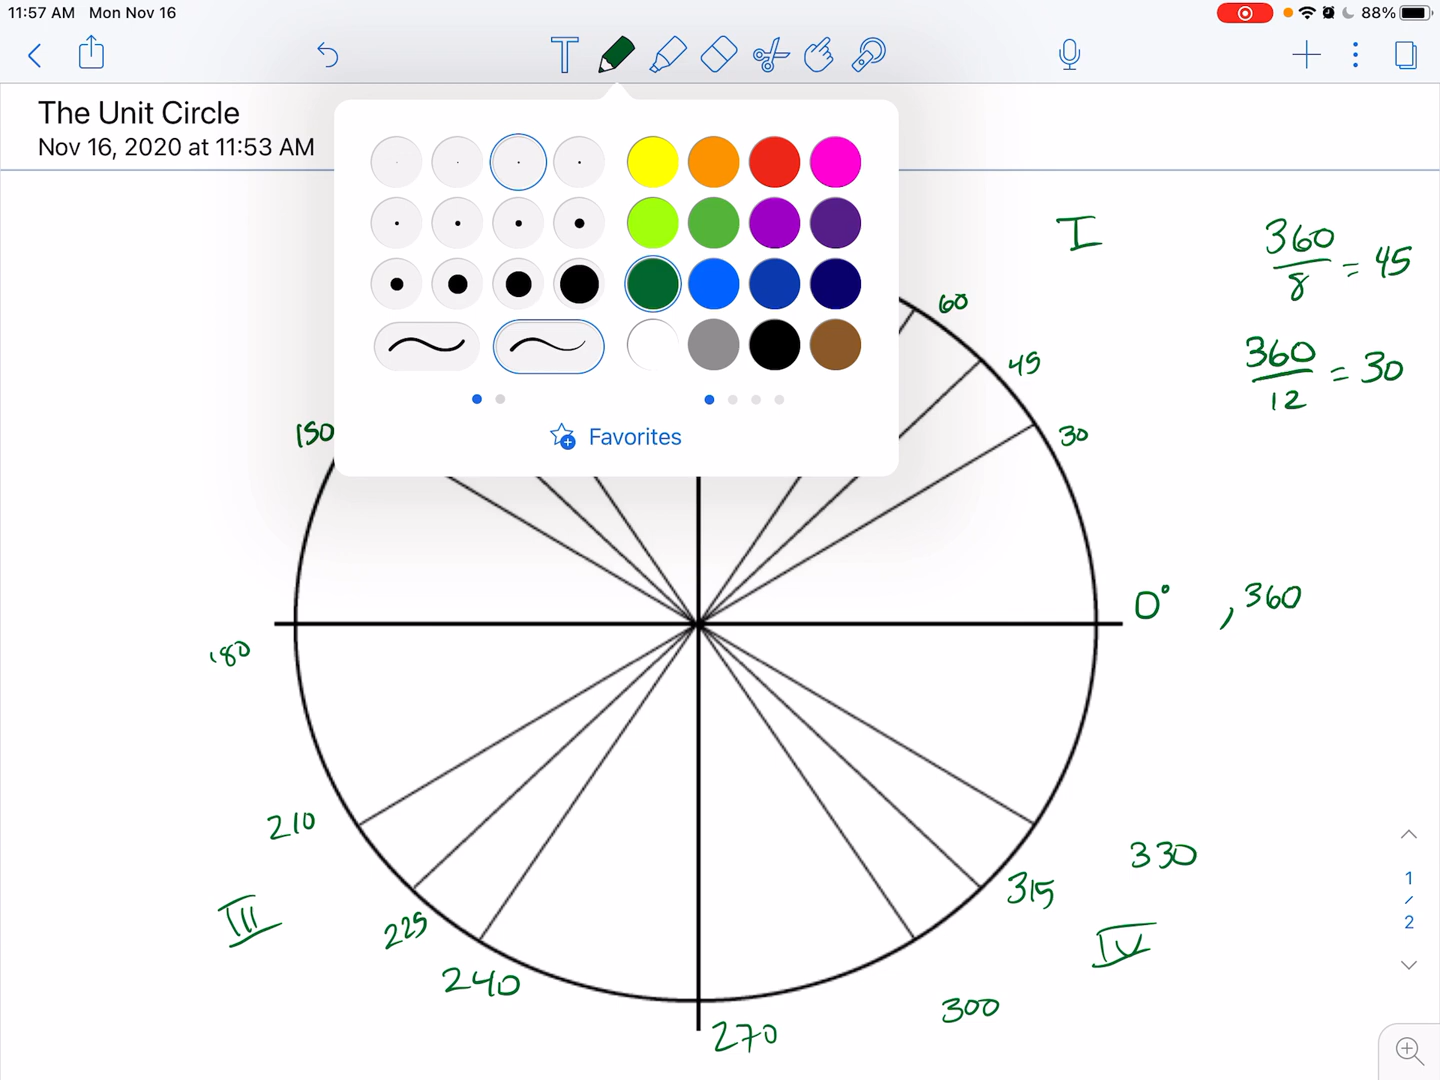 11:57 AM Mon Nov 16
88%
T
The Unit Circle
Nov 16, 2020 at 11:53 AM
Favorites
I
360
8
= 45
360
12
= 30
60
45
30
150
0° , 360
180
210
330
315
III
225
IV
240
300
270
1
/
2